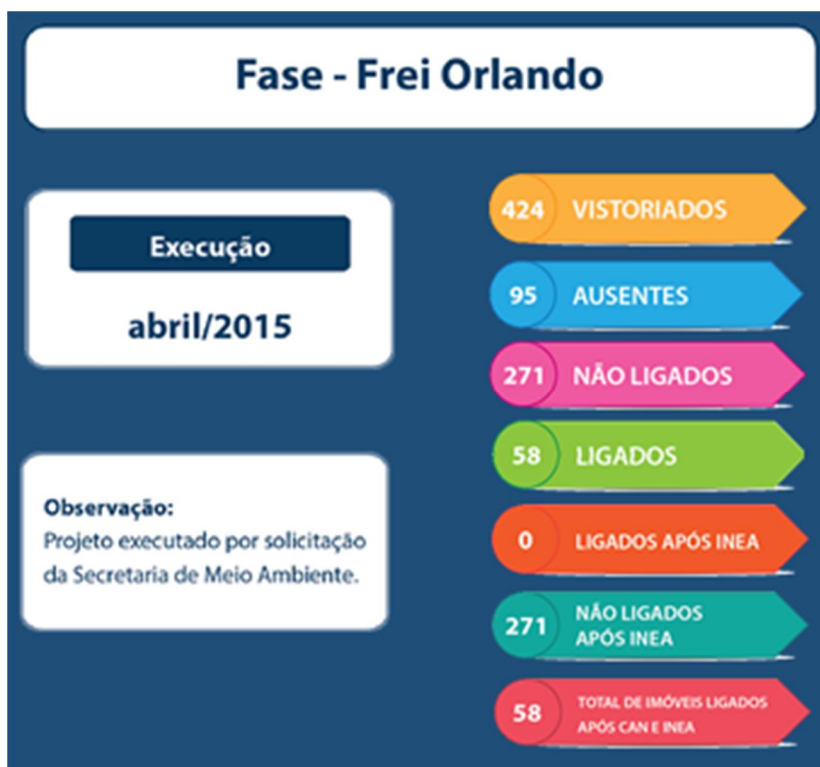 Fase - Frei Orlando
Execução
abril/2015
Observação:
Projeto executado por solicitação
da Secretaria de Meio Ambiente.
424 VISTORIADOS
95 AUSENTES
271 NÃO LIGADOS
58 LIGADOS
0 LIGADOS APÓS INEA
271 NÃO LIGADOS
APÓS INEA
58 TOTAL DE IMÓVEIS LIGADOS
APÓS CAN E INEA